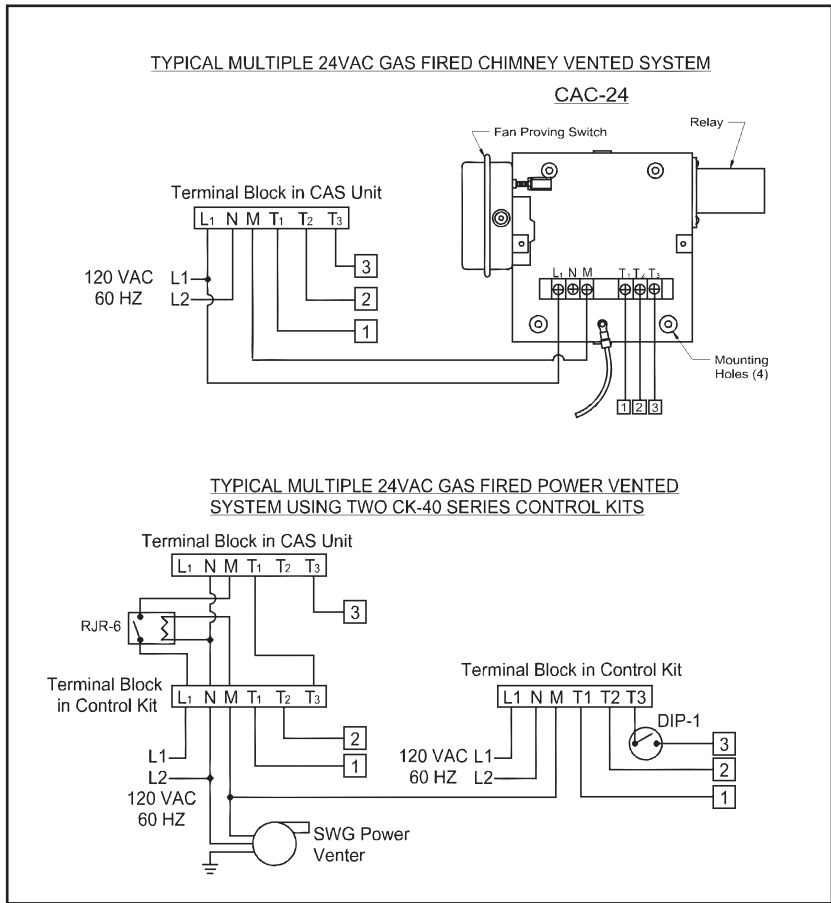 TYPICAL MULTIPLE 24VAC GAS FIRED CHIMNEY VENTED SYSTEM
CAC-24
Fan Proving Switch
Relay
Terminal Block in CAS Unit
L1 N M T1 T2 T3
120 VAC
60 HZ
L1
L2
3
2
1
L1 N M T1 T2 T3
Mounting
Holes (4)
1 2 3
TYPICAL MULTIPLE 24VAC GAS FIRED POWER VENTED
SYSTEM USING TWO CK-40 SERIES CONTROL KITS
Terminal Block in CAS Unit
L1 N M T1 T2 T3
3
RJR-6
Terminal Block
in Control Kit
L1 N M T1 T2 T3
2
1
L1
L2
120 VAC
60 HZ
SWG Power
Venter
Terminal Block in Control Kit
L1 N M T1 T2 T3
DIP-1
120 VAC
60 HZ
L1
L2
3
2
1